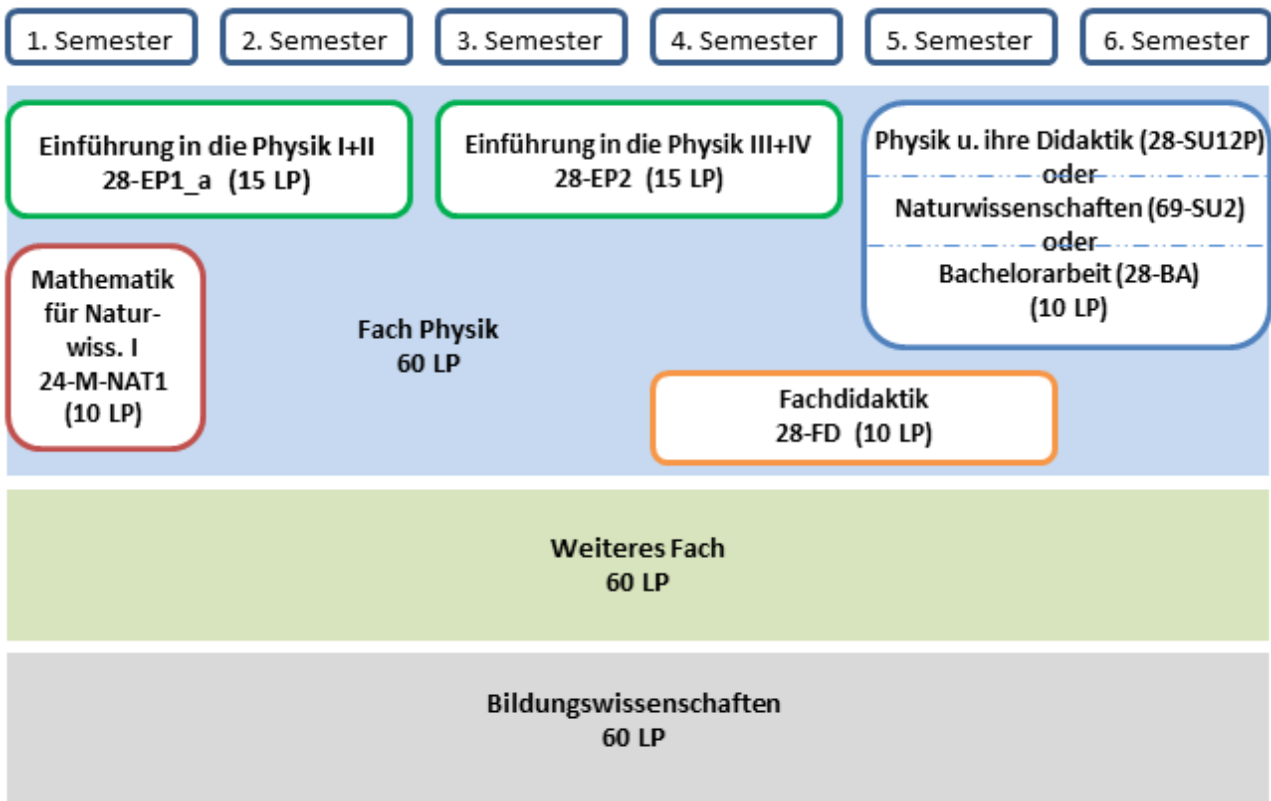 1. Semester
2. Semester
3. Semester
4. Semester
5. Semester
6. Semester
Einführung in die Physik I+II
28-EP1_a (15 LP)
Einführung in die Physik III+IV
28-EP2 (15 LP)
Physik u. ihre Didaktik (28-SU12P)
oder
Naturwissenschaften (69-SU2)
oder
Bachelorarbeit (28-BA)
(10 LP)
Mathematik
für Natur-
wiss. I
24-M-NAT1
(10 LP)
Fach Physik
60 LP
Fachdidaktik
28-FD (10 LP)
Weiteres Fach
60 LP
Bildungswissenschaften
60 LP